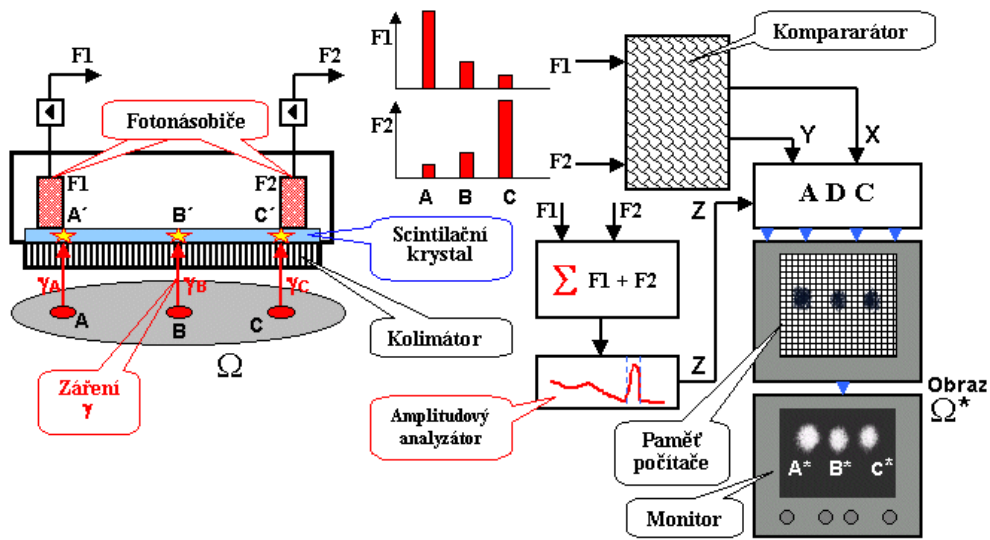 F1
F2
Fotonásobiče
F1
F2
A´
B´
C´
Scintilační
krystal
γA
γB
γC
A
B
C
Ω
Kolimátor
Záření
γ
F1
F2
A
B
C
F1
F2
Kompararátor
Y
X
A D C
Z
F1
F2
∑ F1 + F2
Z
Amplitudový
analyzátor
Paměť
počítače
Obraz
Ω*
A* B* C*
Monitor